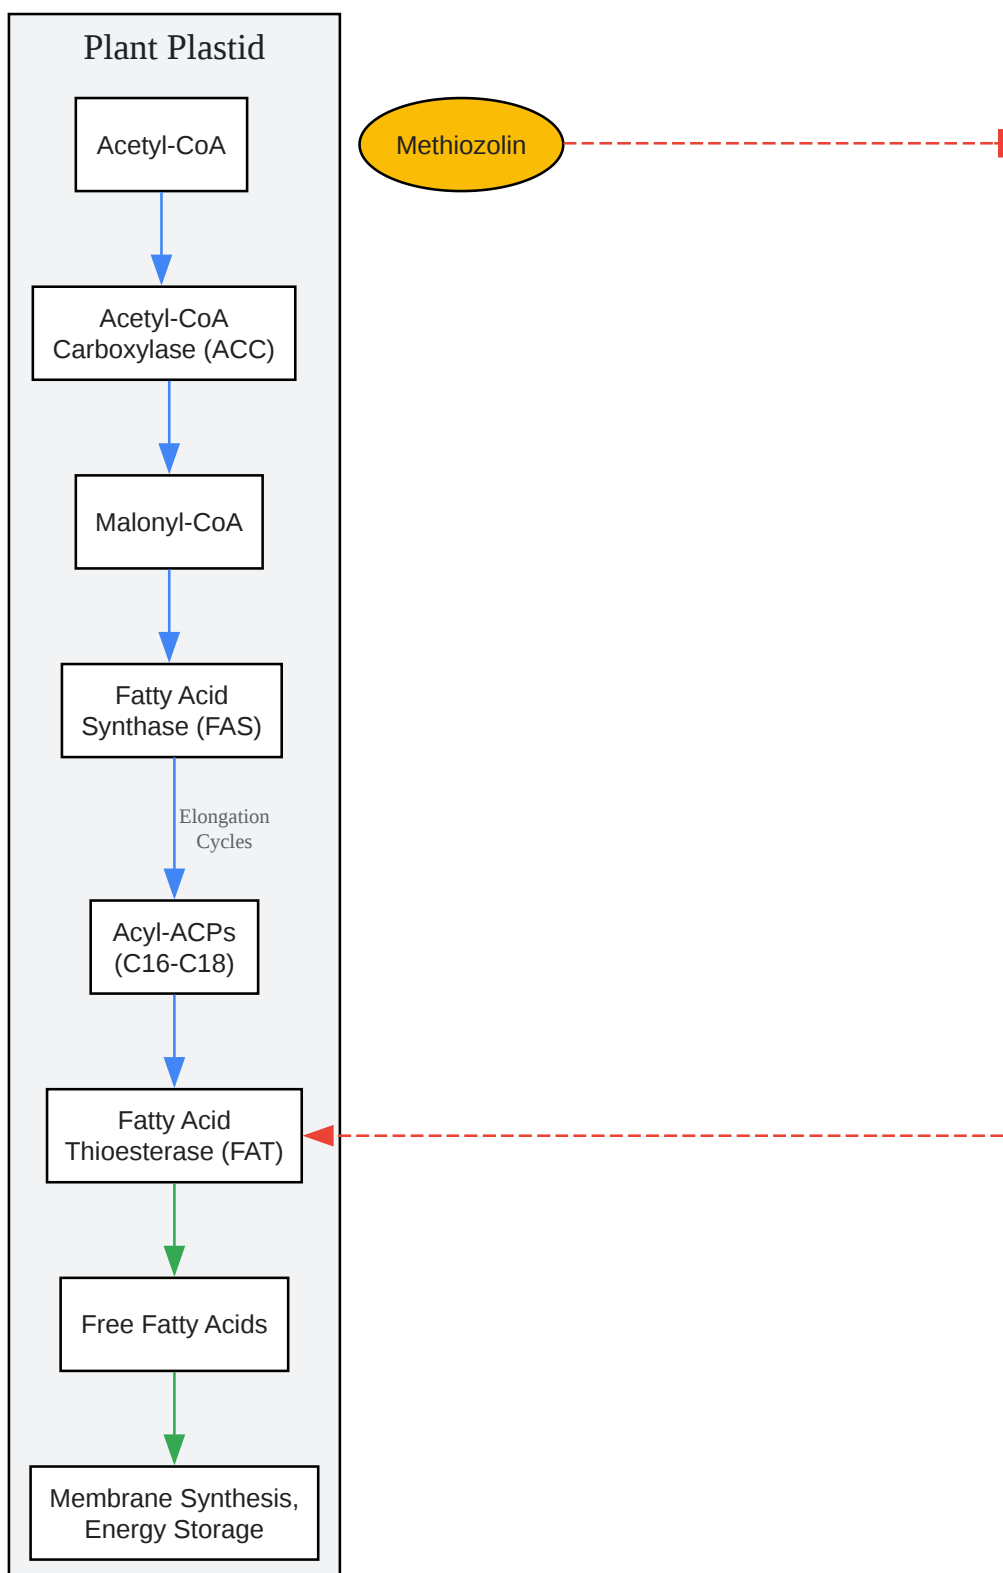 Plant Plastid
Acetyl-CoA
Methiozolin
Acetyl-CoA
Carboxylase (ACC)
Malonyl-CoA
Fatty Acid
Synthase (FAS)
Elongation
Cycles
Acyl-ACPs
(C16-C18)
Fatty Acid
Thioesterase (FAT)
Free Fatty Acids
Membrane Synthesis,
Energy Storage